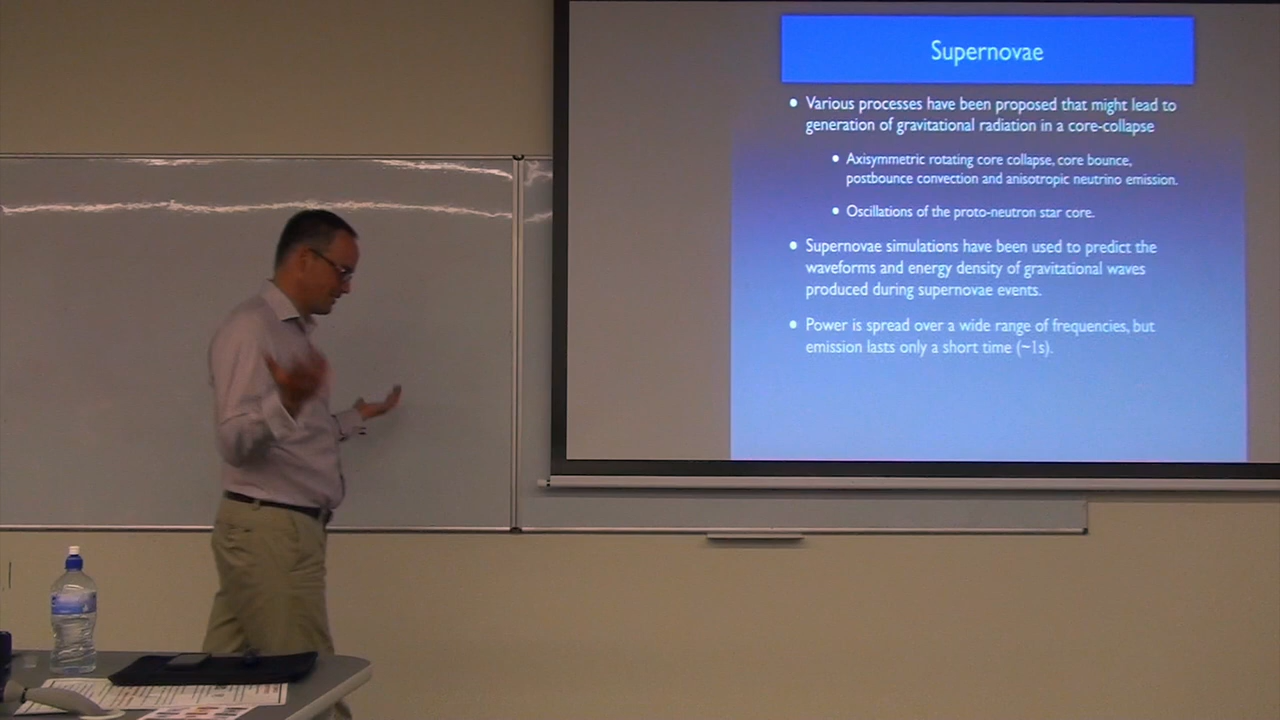 Supernovae
• Various processes have been proposed that might lead to
generation of gravitational radiation in a core-collapse
• Axisymmetric rotating core collapse, core bounce,
postbounce convection and anisotropic neutrino emission.
• Oscillations of the proto-neutron star core.
• Supernovae simulations have been used to predict the
waveforms and energy density of gravitational waves
produced during supernovae events.
• Power is spread over a wide range of frequencies, but
emission lasts only a short time (~1s).